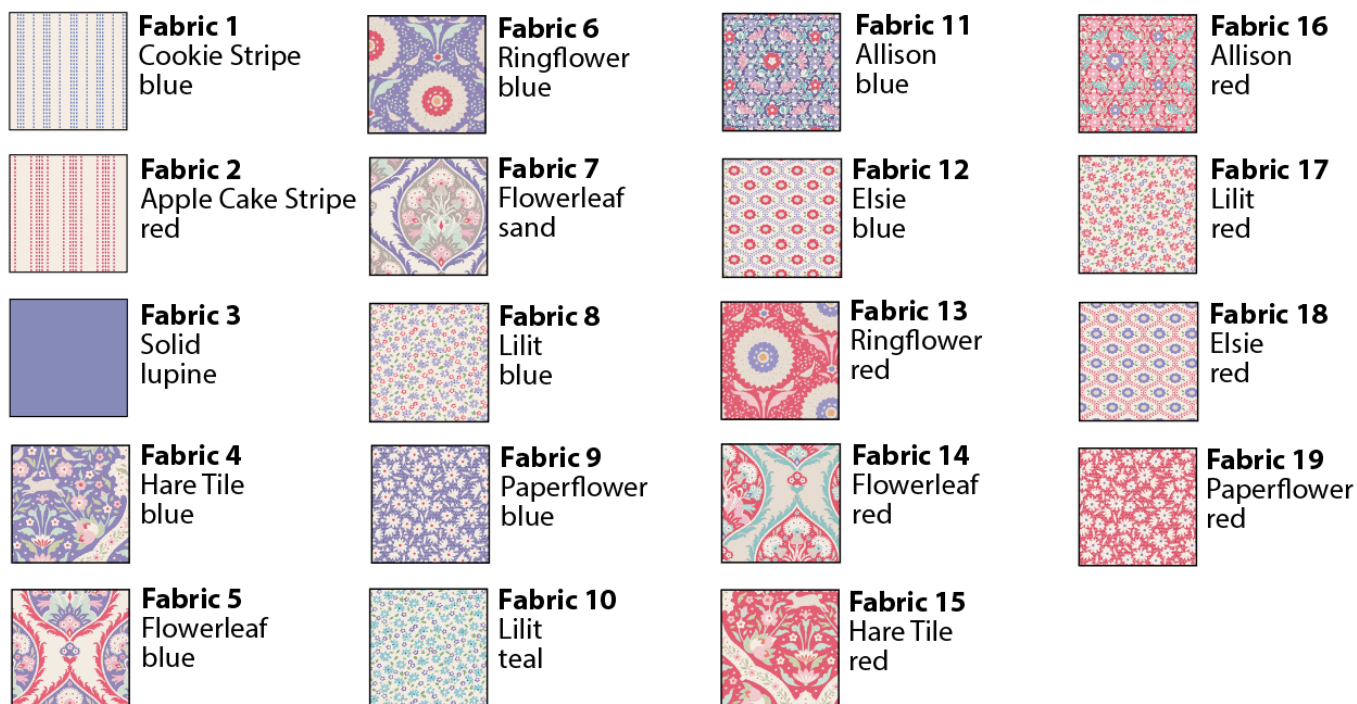 Fabric 1
Cookie Stripe
blue
Fabric 2
Apple Cake Stripe
red
Fabric 3
Solid
lupine
Fabric 4
Hare Tile
blue
Fabric 5
Flowerleaf
blue
Fabric 6
Ringflower
blue
Fabric 7
Flowerleaf
sand
Fabric 8
Lilit
blue
Fabric 9
Paperflower
blue
Fabric 10
Lilit
teal
Fabric 11
Allison
blue
Fabric 12
Elsie
blue
Fabric 13
Ringflower
red
Fabric 14
Flowerleaf
red
Fabric 15
Hare Tile
red
Fabric 16
Allison
red
Fabric 17
Lilit
red
Fabric 18
Elsie
red
Fabric 19
Paperflower
red